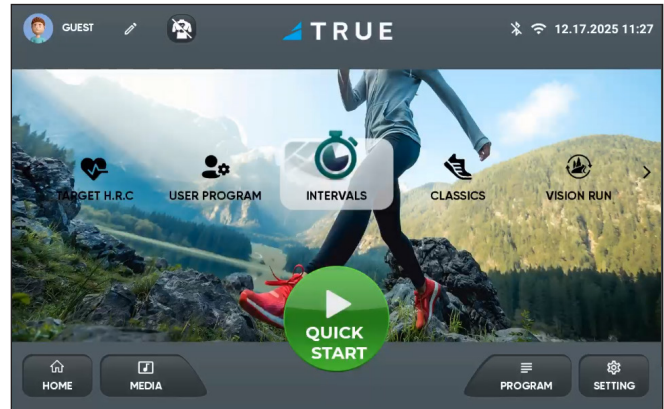 GUEST
TRUE
12.17.2025 11:27
TARGET H.R.C
USER PROGRAM
INTERVALS
CLASSICS
VISION RUN
QUICK
START
HOME
MEDIA
PROGRAM
SETTING